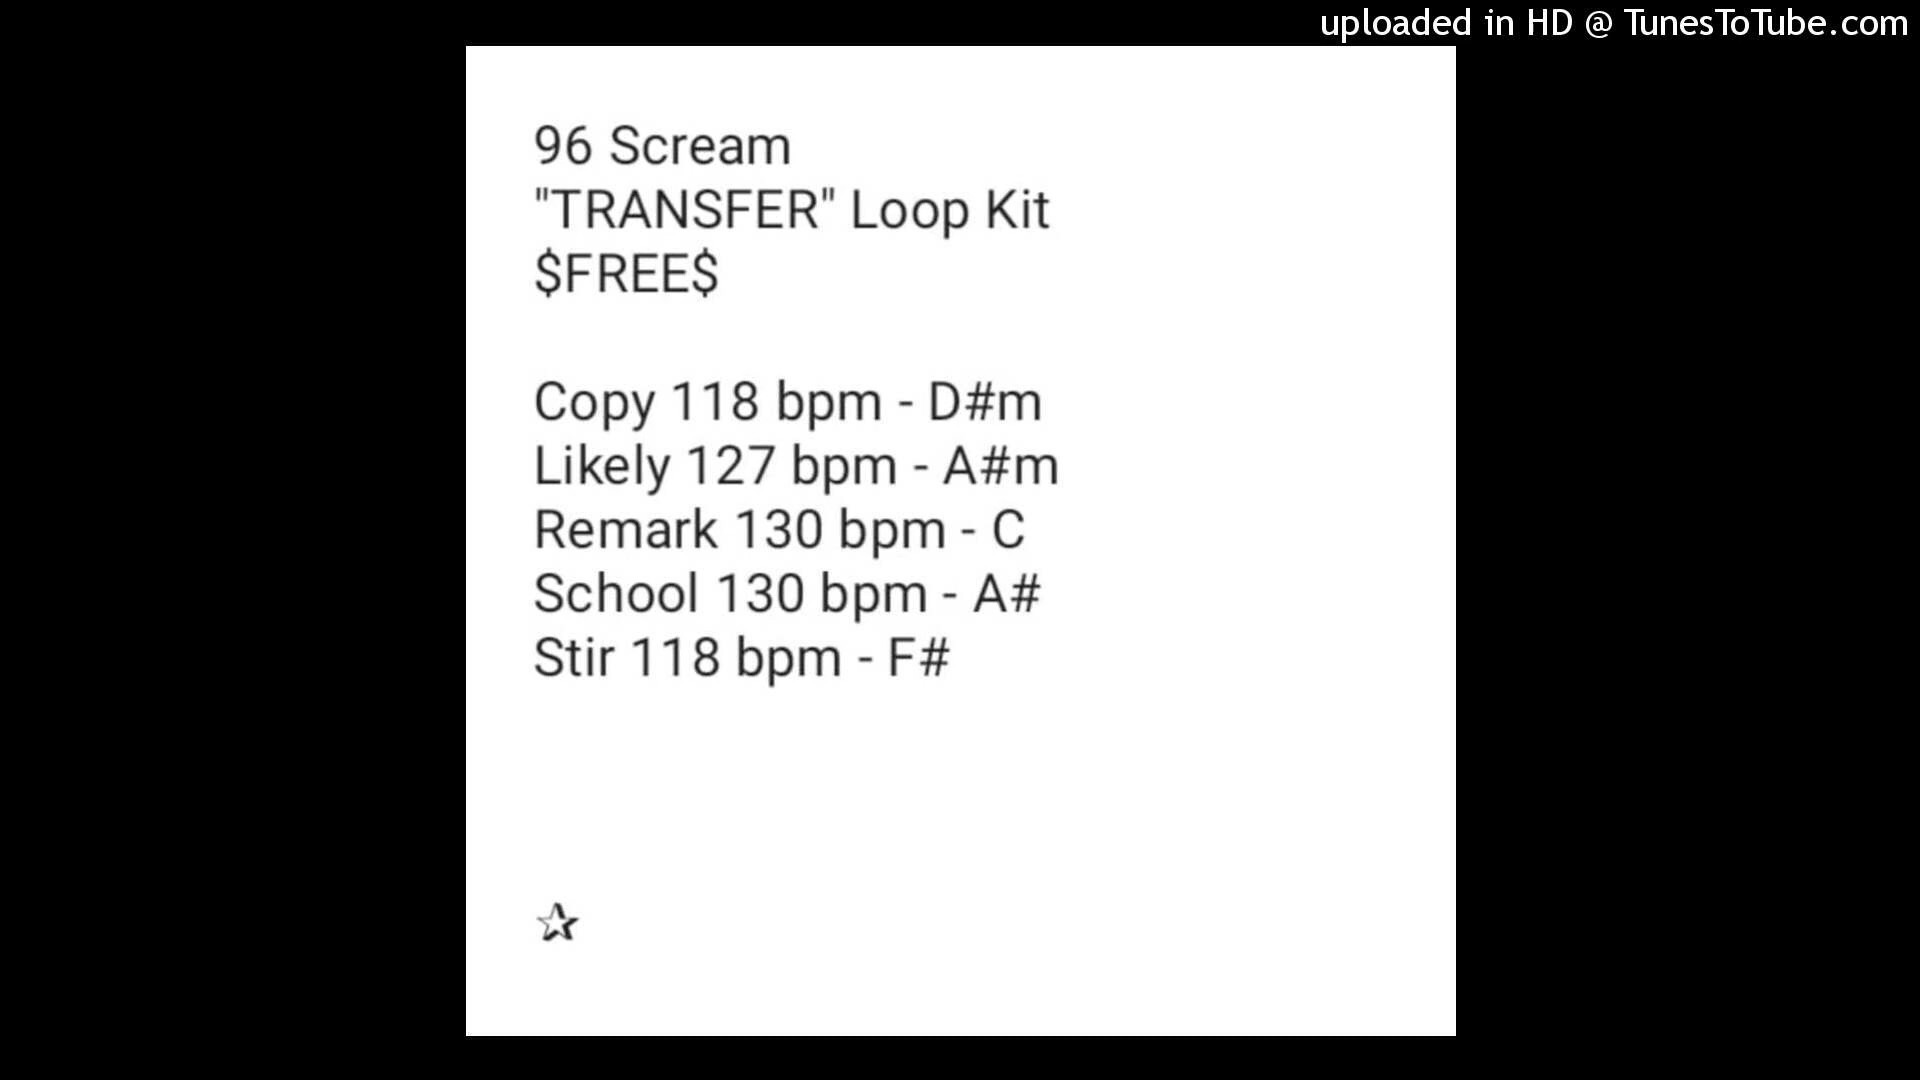 uploaded in HD @ TunesToTube.com
96 Scream
"TRANSFER" Loop Kit
$FREE$
Copy 118 bpm - D#m
Likely 127 bpm - A#m
Remark 130 bpm - C
School 130 bpm - A#
Stir 118 bpm - F#